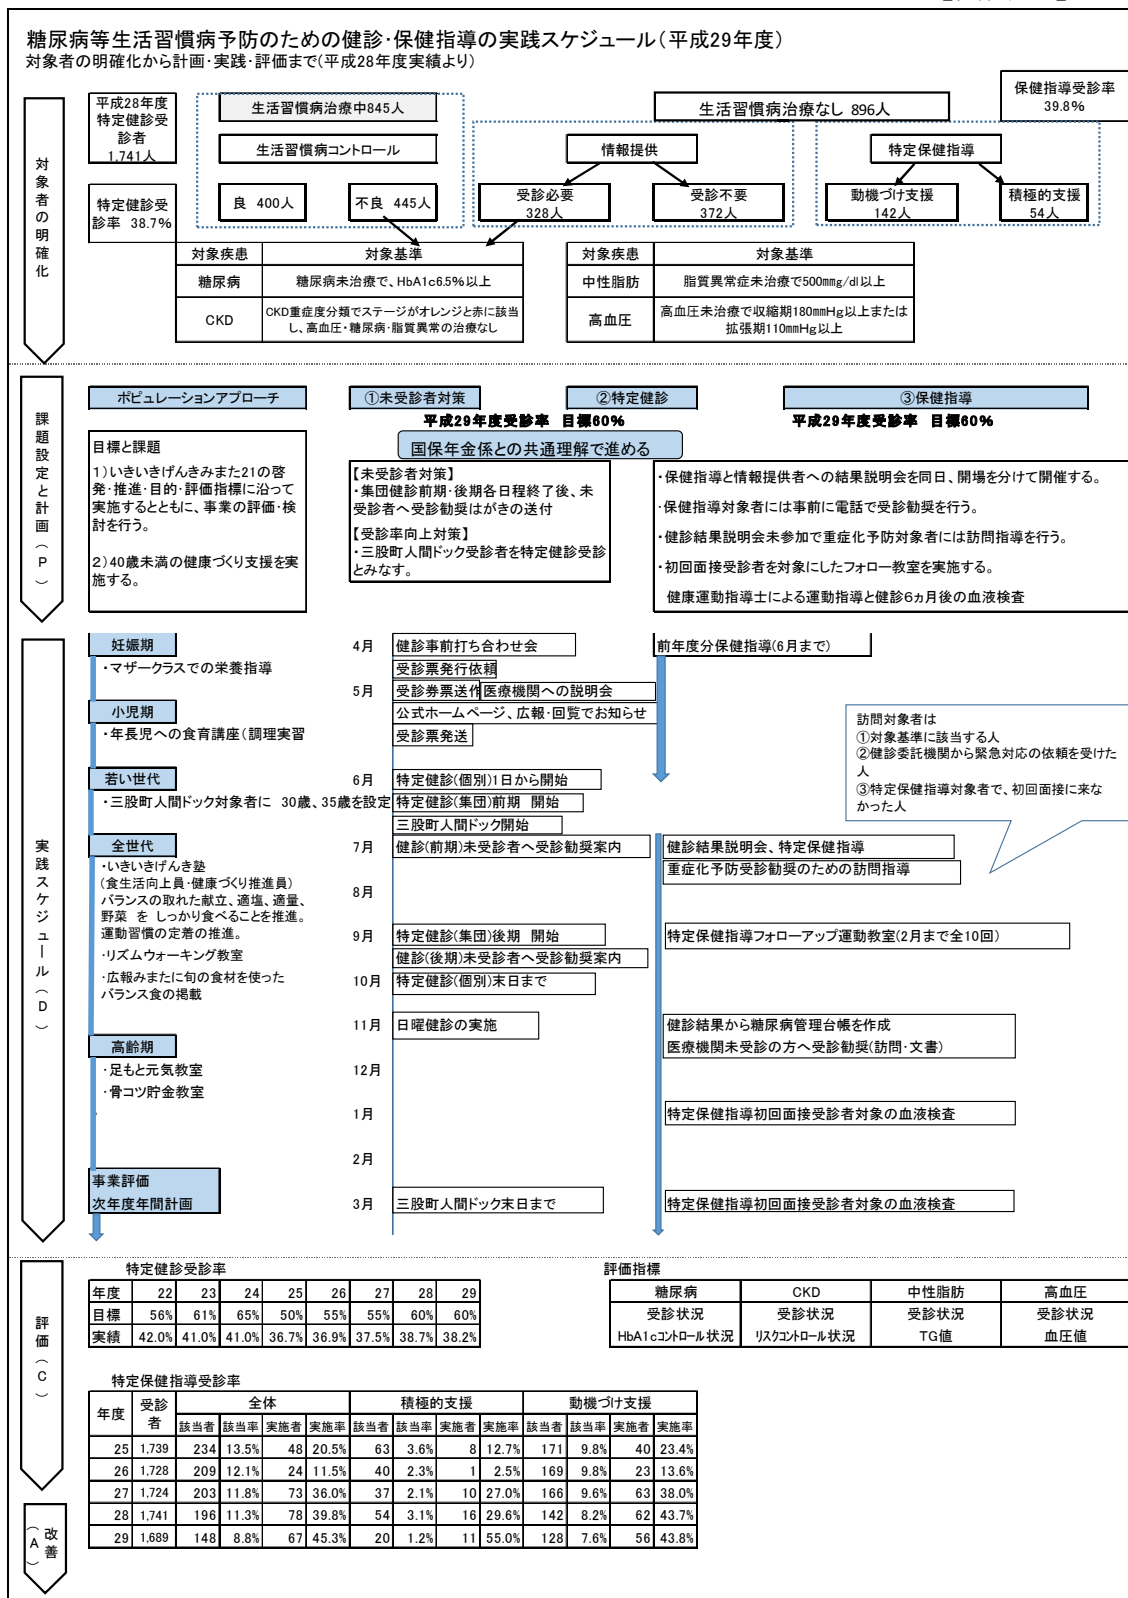 糖尿病等生活習慣病予防のための健診・保健指導の実践スケジュール(平成29年度)
対象者の明確化から計画・実践・評価まで(平成28年度実績より)
対象者の明確化
平成28年度
特定健診受
診者
1,741人
特定健診受
診率 38.7%
生活習慣病治療中845人
生活習慣病コントロール
良 400人
不良 445人
生活習慣病治療なし 896人
保健指導受診率
39.8%
情報提供
受診必要
328人
受診不要
372人
特定保健指導
動機づけ支援
142人
積極的支援
54人
対象疾患 対象基準
糖尿病 糖尿病未治療で、HbA1c6.5%以上
CKD CKD重症度分類でステージがオレンジと赤に該当
し、高血圧・糖尿病・脂質異常の治療なし
対象疾患 対象基準
中性脂肪 脂質異常症未治療で500mmg/dl以上
高血圧 高血圧未治療で収縮期180mmHg以上または
拡張期110mmHg以上
課題設定と計画(P)
ポピュレーションアプローチ
目標と課題
1)いきいきげんきみまた21の啓
発・推進・目的・評価指標に沿って
実施するとともに、事業の評価・検
討を行う。
2)40歳未満の健康づくり支援を実
施する。
①未受診者対策 ②特定健診
平成29年度受診率 目標60%
国保年金係との共通理解で進める
【未受診者対策】
・集団健診前期・後期各日程終了後、未
受診者へ受診勧奨はがきの送付
【受診率向上対策】
・三股町人間ドック受診者を特定健診受診
とみなす。
③保健指導
平成29年度受診率 目標60%
・保健指導と情報提供者への結果説明会を同日、開場を分けて開催する。
・保健指導対象者には事前に電話で受診勧奨を行う。
・健診結果説明会未参加で重症化予防対象者には訪問指導を行う。
・初回面接受診者を対象にしたフォロー教室を実施する。
健康運動指導士による運動指導と健診6ヵ月後の血液検査
実践スケジュール(D)
妊娠期
・マザークラスでの栄養指導
小児期
・年長児への食育講座(調理実習
若い世代
・三股町人間ドック対象者に 30歳、35歳を設定
全世代
・いきいきげんき塾
(食生活向上員・健康づくり推進員)
バランスの取れた献立、適塩、適量、
野菜 を しっかり食べることを推進。
運動習慣の定着の推進。
・リズムウォーキング教室
・広報みまたに旬の食材を使った
バランス食の掲載
高齢期
・足もと元気教室
・骨コツ貯金教室
事業評価
次年度年間計画
4月 健診事前打ち合わせ会
受診票発行依頼
5月 受診券票送作 医療機関への説明会
公式ホームページ、広報・回覧でお知らせ
受診票発送
6月 特定健診(個別)1日から開始
特定健診(集団)前期 開始
三股町人間ドック開始
7月 健診(前期)未受診者へ受診勧奨案内
8月
9月 特定健診(集団)後期 開始
健診(後期)未受診者へ受診勧奨案内
10月 特定健診(個別)末日まで
11月 日曜健診の実施
12月
1月
2月
3月 三股町人間ドック末日まで
前年度分保健指導(6月まで)
訪問対象者は
①対象基準に該当する人
②健診委託機関から緊急対応の依頼を受けた
人
③特定保健指導対象者で、初回面接に来な
かった人
健診結果説明会、特定保健指導
重症化予防受診勧奨のための訪問指導
特定保健指導フォローアップ運動教室(2月まで全10回)
健診結果から糖尿病管理台帳を作成
医療機関未受診の方へ受診勧奨(訪問・文書)
特定保健指導初回面接受診者対象の血液検査
特定保健指導初回面接受診者対象の血液検査
評価(C)
特定健診受診率
年度 22 23 24 25 26 27 28 29
目標 56% 61% 65% 50% 55% 55% 60% 60%
実績 42.0% 41.0% 41.0% 36.7% 36.9% 37.5% 38.7% 38.2%
評価指標
糖尿病 CKD 中性脂肪 高血圧
受診状況 受診状況 受診状況 受診状況
HbA1cコントロール状況 リスクコントロール状況 TG値 血圧値
特定保健指導受診率
年度 受診者 全体 積極的支援 動機づけ支援
該当者 該当率 実施者 実施率 該当者 該当率 実施者 実施率 該当者 該当率 実施者 実施率
25 1,739 234 13.5% 48 20.5% 63 3.6% 8 12.7% 171 9.8% 40 23.4%
26 1,728 209 12.1% 24 11.5% 40 2.3% 1 2.5% 169 9.8% 23 13.6%
27 1,724 203 11.8% 73 36.0% 37 2.1% 10 27.0% 166 9.6% 63 38.0%
28 1,741 196 11.3% 78 39.8% 54 3.1% 16 29.6% 142 8.2% 62 43.7%
29 1,689 148 8.8% 67 45.3% 20 1.2% 11 55.0% 128 7.6% 56 43.8%
改善(A)